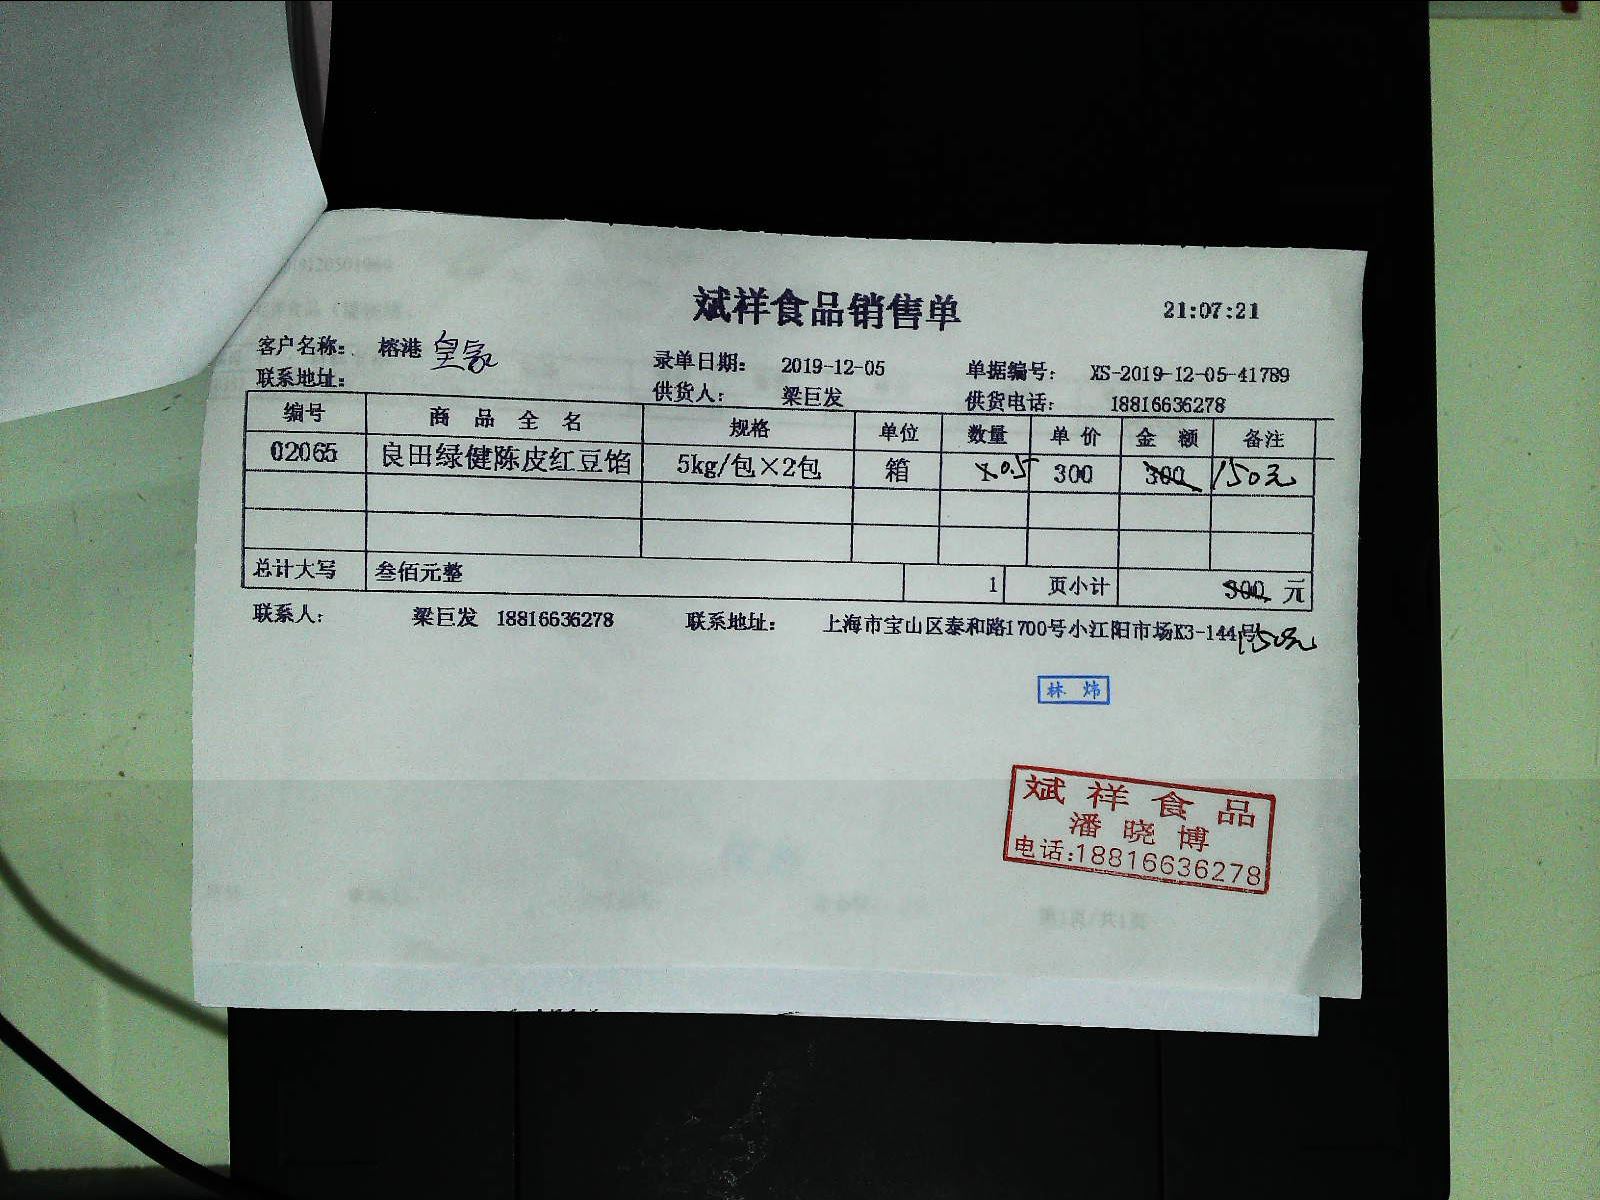 斌祥食品销售单 21:07:21
客户名称: 榕港 皇家 录单日期: 2019-12-05 单据编号: XS-2019-12-05-41789
联系地址: 供货人: 梁巨发 供货电话: 18816636278
编号 商品全名 规格 单位 数量 单价 金额 备注
02065 良田绿健陈皮红豆馅 5kg/包×2包 箱 1 0.5 300 300 150元
总计大写 叁佰元整 1 页小计 300 元
联系人: 梁巨发 18816636278 联系地址: 上海市宝山区泰和路1700号小江阳市场K3-144号 150元
林炜
斌祥食品
潘晓博
电话:18816636278